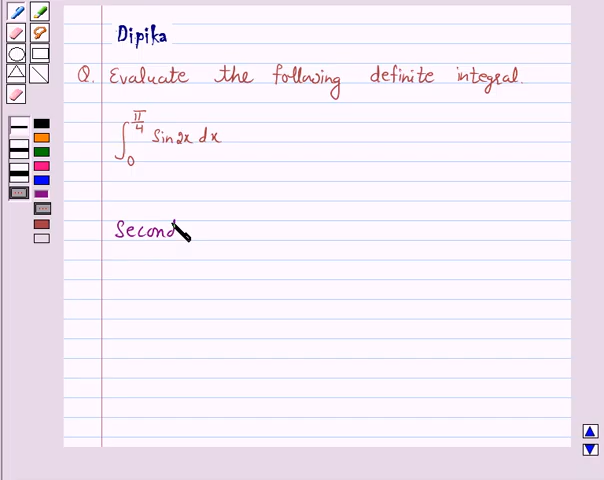 Dipika
Q. Evaluate the following definite integral.
∫₀^(π/4) Sin2x dx
Second